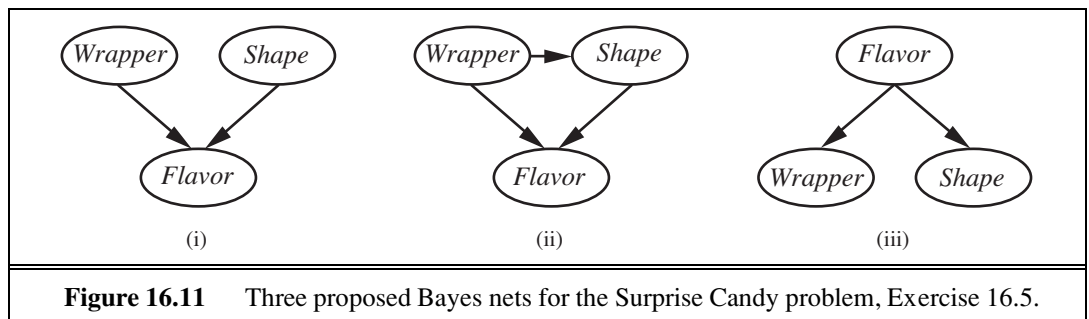 Wrapper Shape Wrapper Shape Flavor
Flavor Flavor Wrapper Shape
(i) (ii) (iii)
Figure 16.11 Three proposed Bayes nets for the Surprise Candy problem, Exercise 16.5.